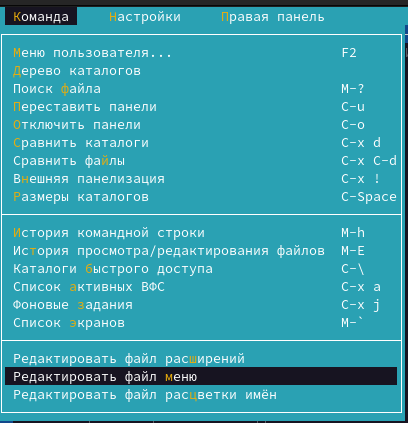 Команда Настройки Правая панель
Меню пользователя... F2
Дерево каталогов
Поиск файла M-?
Переставить панели C-u
Отключить панели C-o
Сравнить каталоги C-x d
Сравнить файлы C-x C-d
Внешняя панелизация C-x !
Размеры каталогов C-Space
История командной строки M-h
История просмотра/редактирования файлов M-E
Каталоги быстрого доступа C-\
Список активных ВФС C-x a
Фоновые задания C-x j
Список экранов M-`
Редактировать файл расширений
Редактировать файл меню
Редактировать файл расцветки имён